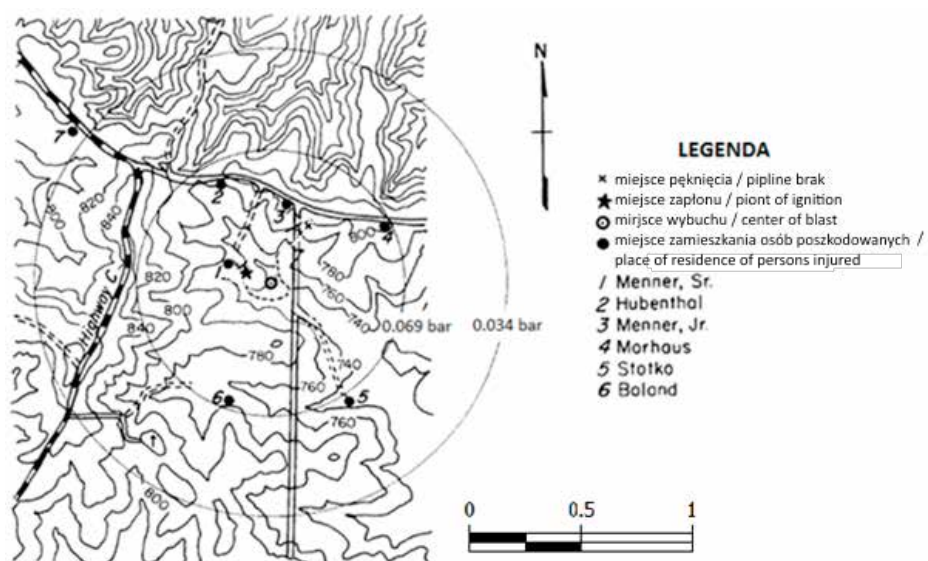 N
LEGENDA
miejsce pęknięcia / pipline brak
miejsce zapłonu / piont of ignition
mirjsce wybuchu / center of blast
miejsce zamieszkania osób poszkodowanych /
place of residence of persons injured
1 Menner, Sr.
2 Hubenthal
3 Menner, Jr.
4 Morhaus
5 Stotko
6 Boland
0 0.5 1
7
2
3
4
1
6
5
800
820
840
800
780
760
740
820
800
840
Highway C
0.069 bar
0.034 bar
780
740
760
760
800